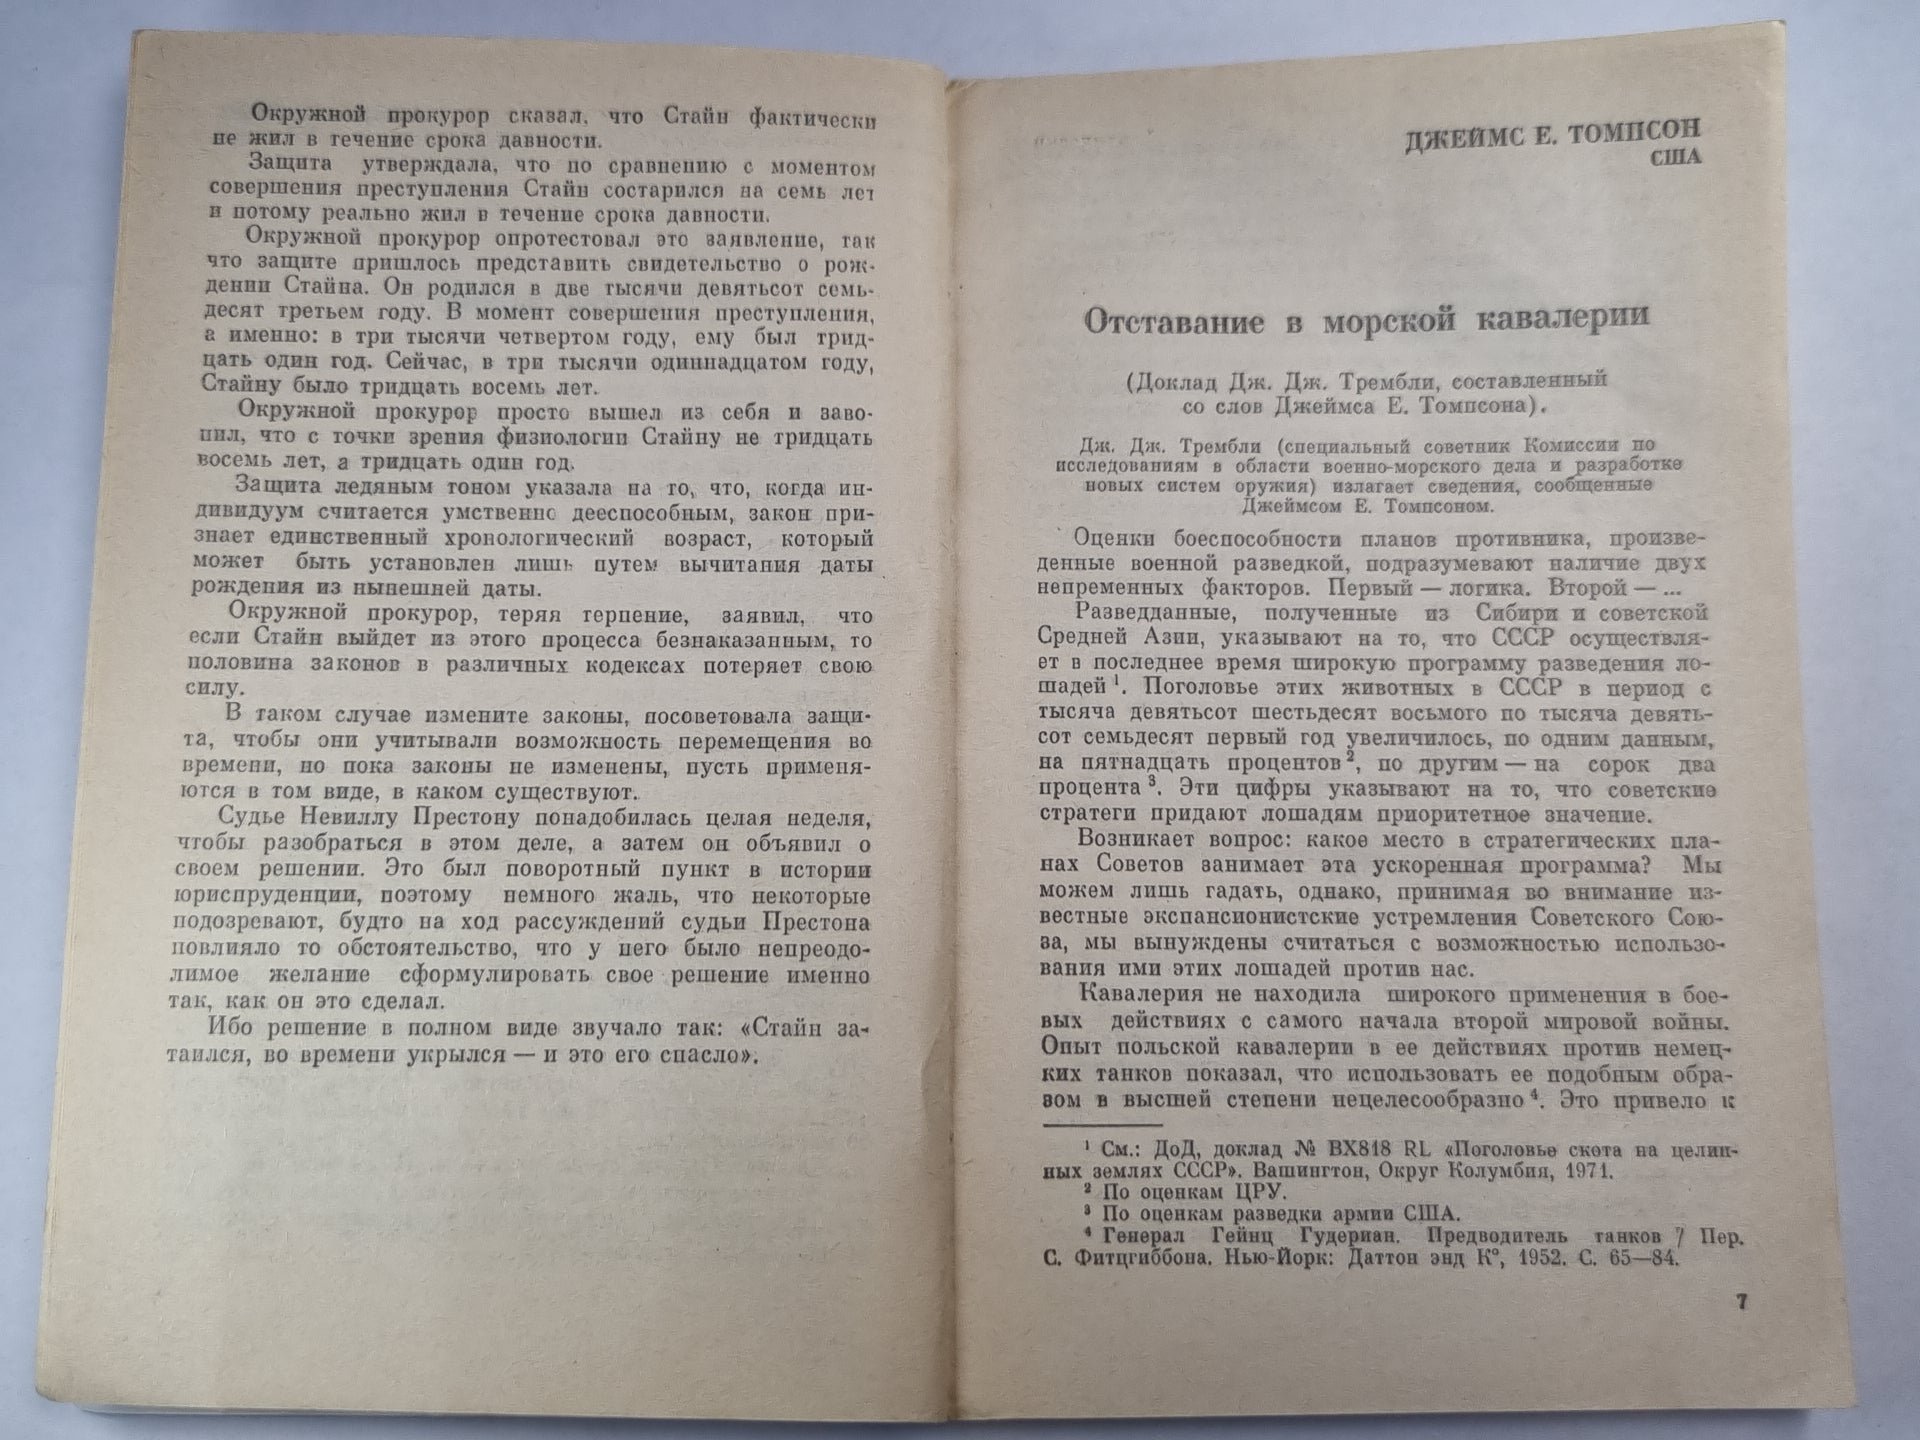 Окружной прокурор сказал, что Стайн фактически
не жил в течение срока давности.
Защита утверждала, что по сравнению с моментом
совершения преступления Стайн состарился на семь лет
и потому реально жил в течение срока давности.
Окружной прокурор опротестовал это заявление, так
что защите пришлось представить свидетельство о рож-
дении Стайна. Он родился в две тысячи девятьсот семь-
десят третьем году. В момент совершения преступления,
а именно: в три тысячи четвертом году, ему был трид-
цать один год. Сейчас, в три тысячи одиннадцатом году,
Стайну было тридцать восемь лет.
Окружной прокурор просто вышел из себя и заво-
пил, что с точки зрения физиологии Стайну не тридцать
восемь лет, а тридцать один год.
Защита ледяным тоном указала на то, что, когда ин-
дивидуум считается умственно дееспособным, закон при-
знает единственный хронологический возраст, который
может быть установлен лишь путем вычитания даты
рождения из нынешней даты.
Окружной прокурор, теряя терпение, заявил, что
если Стайн выйдет из этого процесса безнаказанным, то
половина законов в различных кодексах потеряет свою
силу.
В таком случае измените законы, посоветовала защи-
та, чтобы они учитывали возможность перемещения во
времени, но пока законы не изменены, пусть применя-
ются в том виде, в каком существуют.
Судье Невиллу Престону понадобилась целая неделя,
чтобы разобраться в этом деле, а затем он объявил о
своем решении. Это был поворотный пункт в истории
юриспруденции, поэтому немного жаль, что некоторые
подозревают, будто на ход рассуждений судьи Престона
повлияло то обстоятельство, что у него было непреодо-
лимое желание сформулировать свое решение именно
так, как он это сделал.
Ибо решение в полном виде звучало так: «Стайн за-
таился, во времени укрылся — и это его спасло».
ДЖЕЙМС Е. ТОМПСОН
США
Отставание в морской кавалерии
(Доклад Дж. Дж. Трембли, составленный
со слов Джеймса Е. Томпсона).
Дж. Дж. Трембли (специальный советник Комиссии по
исследованиям в области военно-морского дела и разработке
новых систем оружия) излагает сведения, сообщенные
Джеймсом Е. Томпсоном.
Оценки боеспособности планов противника, произве-
денные военной разведкой, подразумевают наличие двух
непременных факторов. Первый — логика. Второй — ...
Разведданные, полученные из Сибири и советской
Средней Азии, указывают на то, что СССР осуществля-
ет в последнее время широкую программу разведения ло-
шадей ¹. Поголовье этих животных в СССР в период с
тысяча девятьсот шестьдесят восьмого по тысяча девять-
сот семьдесят первый год увеличилось, по одним данным,
на пятнадцать процентов ², по другим — на сорок два
процента ³. Эти цифры указывают на то, что советские
стратеги придают лошадям приоритетное значение.
Возникает вопрос: какое место в стратегических пла-
нах Советов занимает эта ускоренная программа? Мы
можем лишь гадать, однако, принимая во внимание из-
вестные экспансионистские устремления Советского Сою-
за, мы вынуждены считаться с возможностью использо-
вания ими этих лошадей против нас.
Кавалерия не находила широкого применения в бое-
вых действиях с самого начала второй мировой войны.
Опыт польской кавалерии в ее действиях против немец-
ких танков показал, что использовать ее подобным обра-
зом в высшей степени нецелесообразно ⁴. Это привело к
¹ См.: ДоД, доклад № BX818 RL «Поголовье скота на целин-
ных землях СССР». Вашингтон, Округ Колумбия, 1971.
² По оценкам ЦРУ.
³ По оценкам разведки армии США.
⁴ Генерал Гейнц Гудериан. Предводитель танков / Пер.
С. Фитцгиббона. Нью-Йорк: Даттон энд К°, 1952. С. 65—84.
7